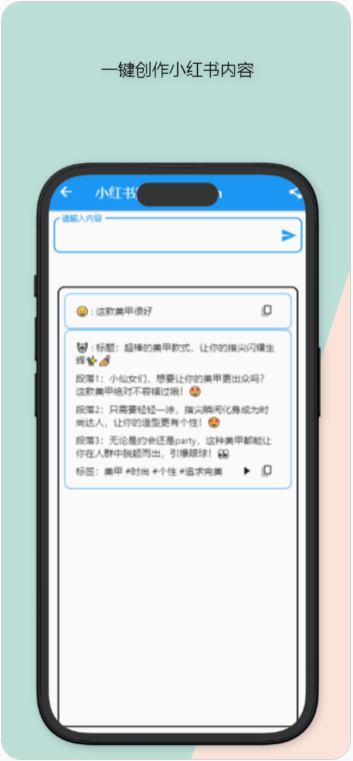 一键创作小红书内容
小红书
请输入内容
😀 : 这款美甲很好
🐱 : 标题：超棒的美甲款式，让你的指尖闪耀生
辉✨💅
段落1：小仙女们，想要让你的美甲更出众吗？
这款美甲绝对不容错过哦！😍
段落2：只需要轻轻一涂，指尖瞬间化身成为时
尚达人，让你的造型更有个性！😍
段落3：无论是约会还是party，这种美甲都能让
你在人群中脱颖而出，引爆眼球！👀
标签：美甲 #时尚 #个性 #追求完美